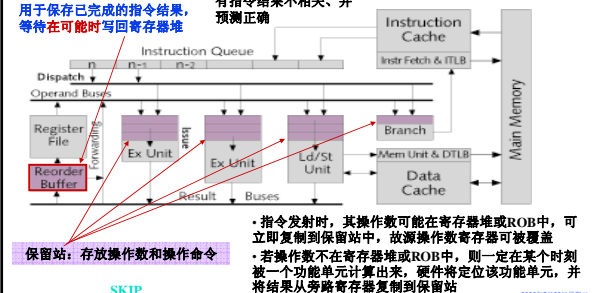 用于保存已完成的指令结果,
等待在可能时写回寄存器堆
有指令结果不相关、并
预测正确
Instruction Queue
n n-1 n-2
Dispatch
Operand Buses
Instruction
Cache
Instr Fetch & ITLB
Main Memory
Register
File
Reorder
Buffer
Forwarding
Ex Unit
Issue
Ex Unit
Ld/St
Unit
Branch
Mem Unit & DTLB
Data
Cache
Result Buses
保留站：存放操作数和操作命令
• 指令发射时，其操作数可能在寄存器堆或ROB中，可
立即复制到保留站中，故源操作数寄存器可被覆盖
• 若操作数不在寄存器或ROB中，则一定在某个时刻
被一个功能单元计算出来，硬件将定位该功能单元，并
将结果从旁路寄存器复制到保留站
SKIP